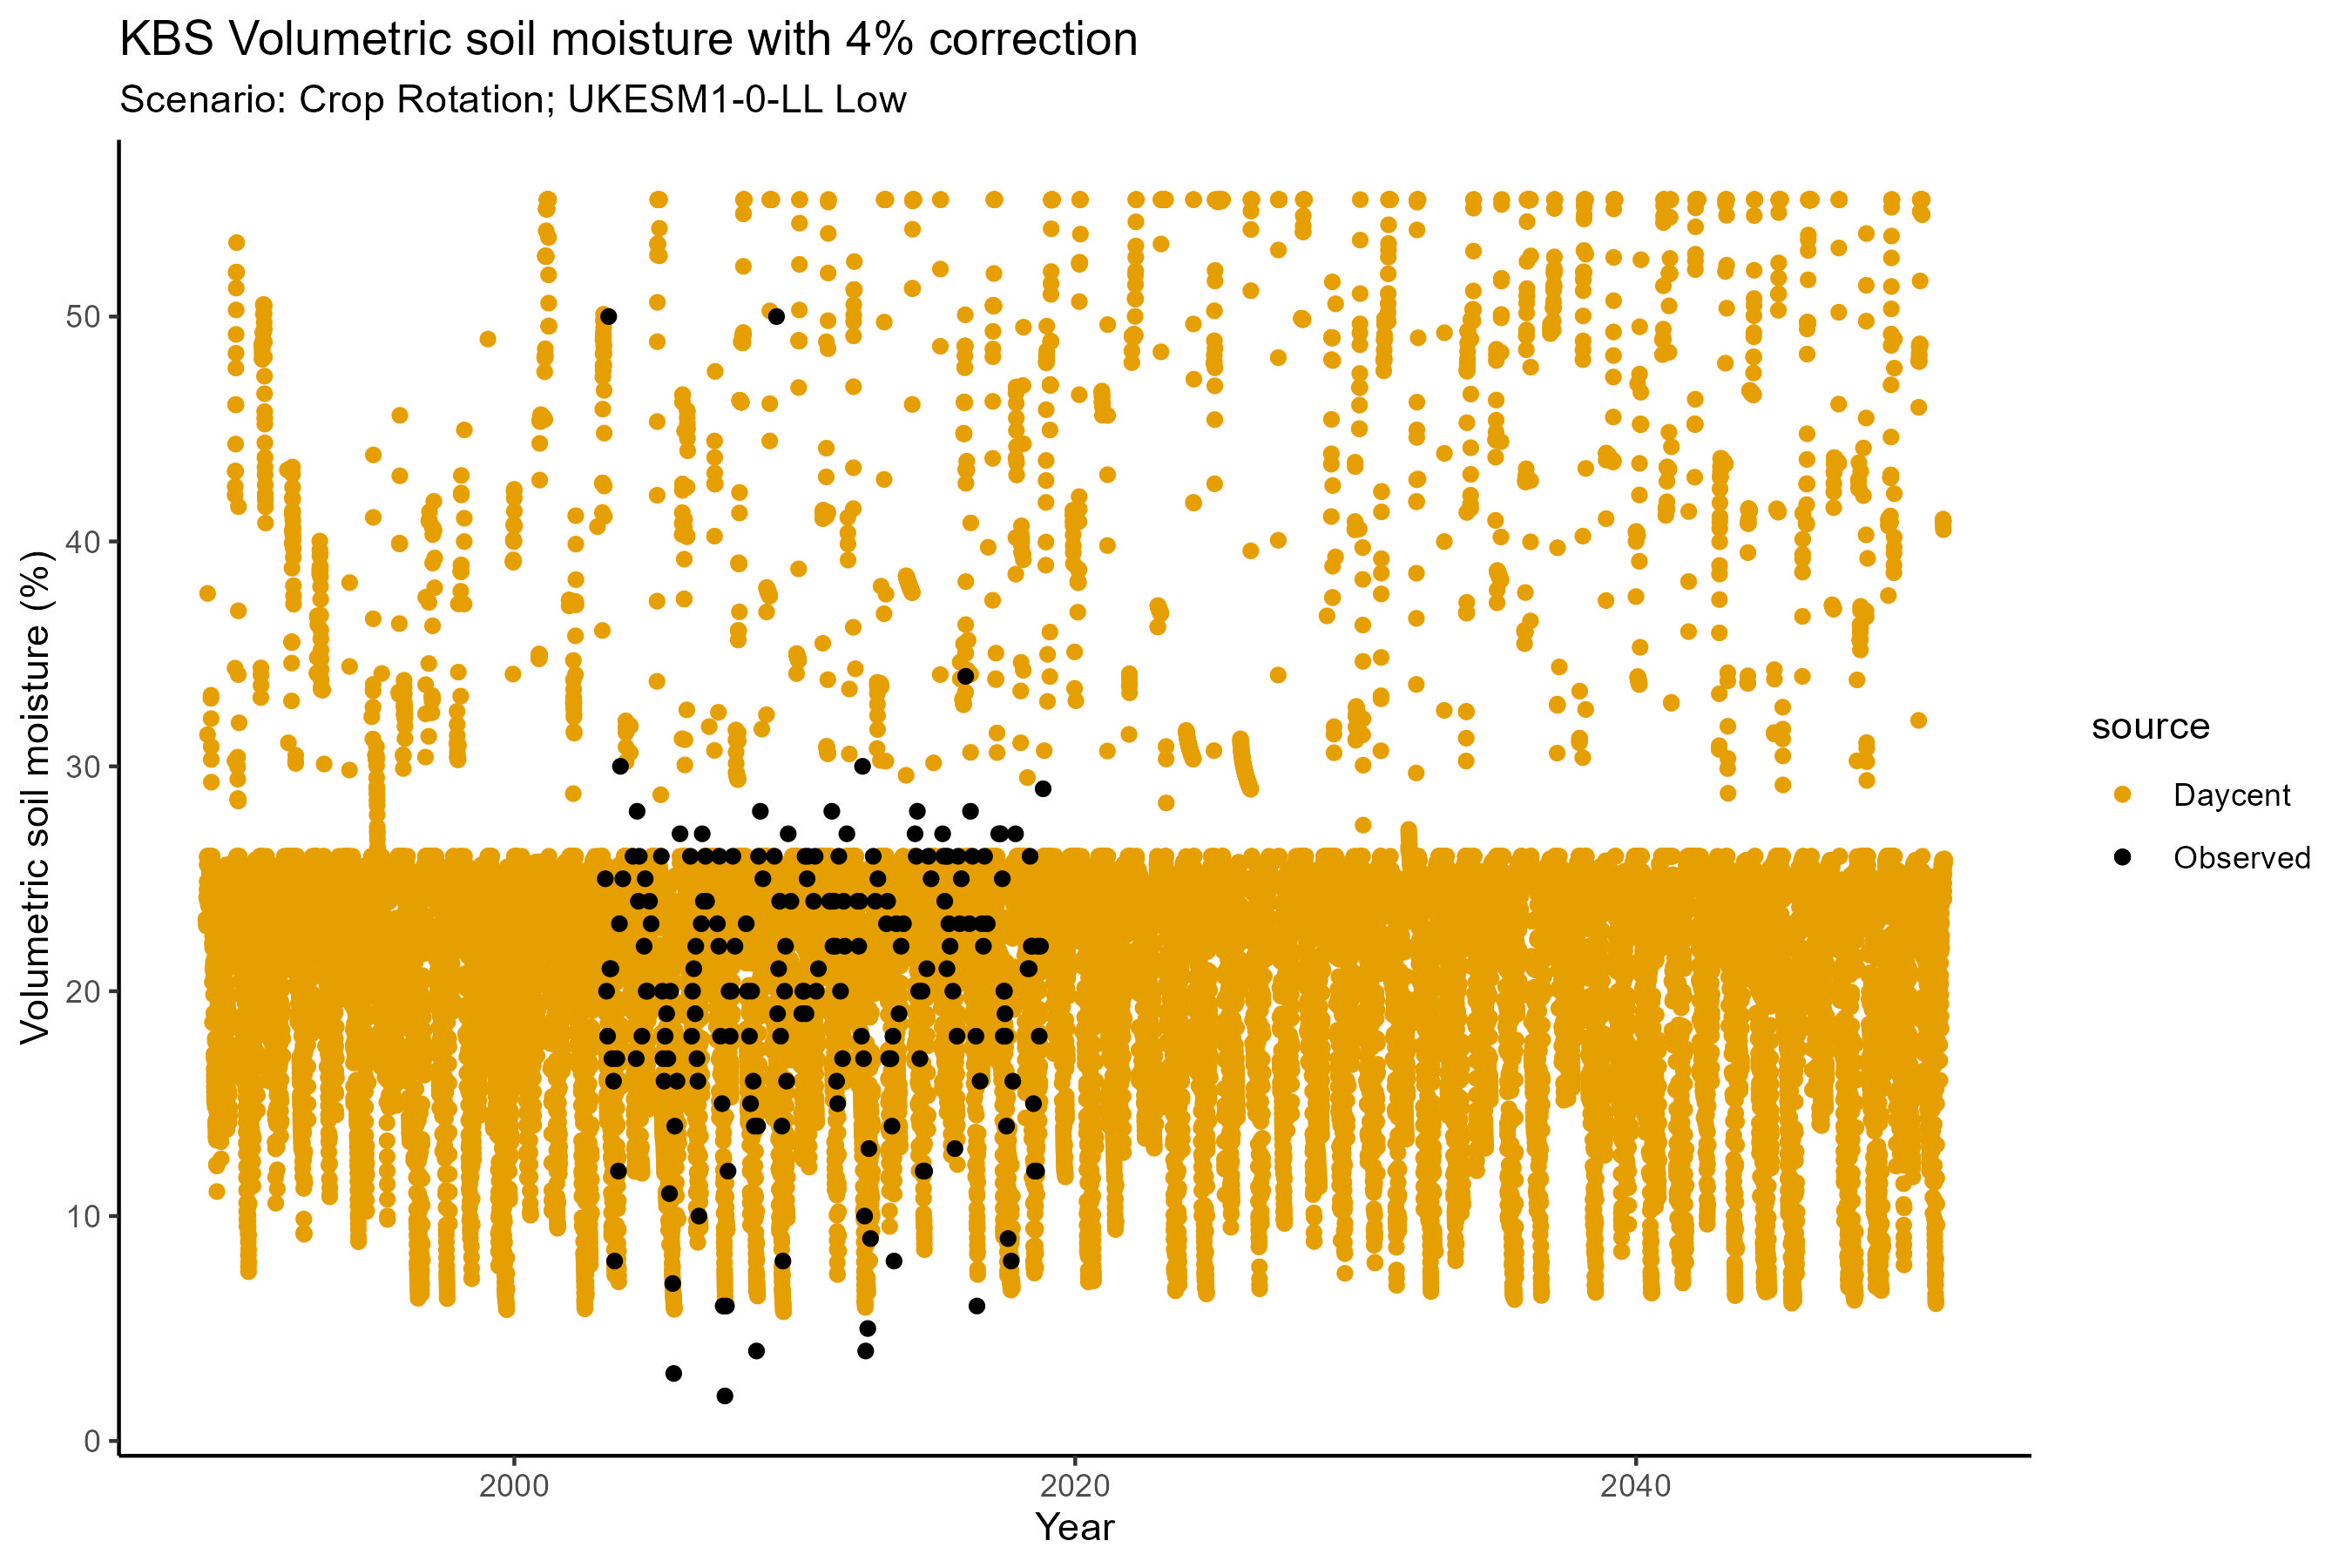 KBS Volumetric soil moisture with 4% correction
Scenario: Crop Rotation; UKESM1-0-LL Low
Volumetric soil moisture (%)
50
40
30
20
10
0
2000
2020
2040
Year
source
Daycent
Observed